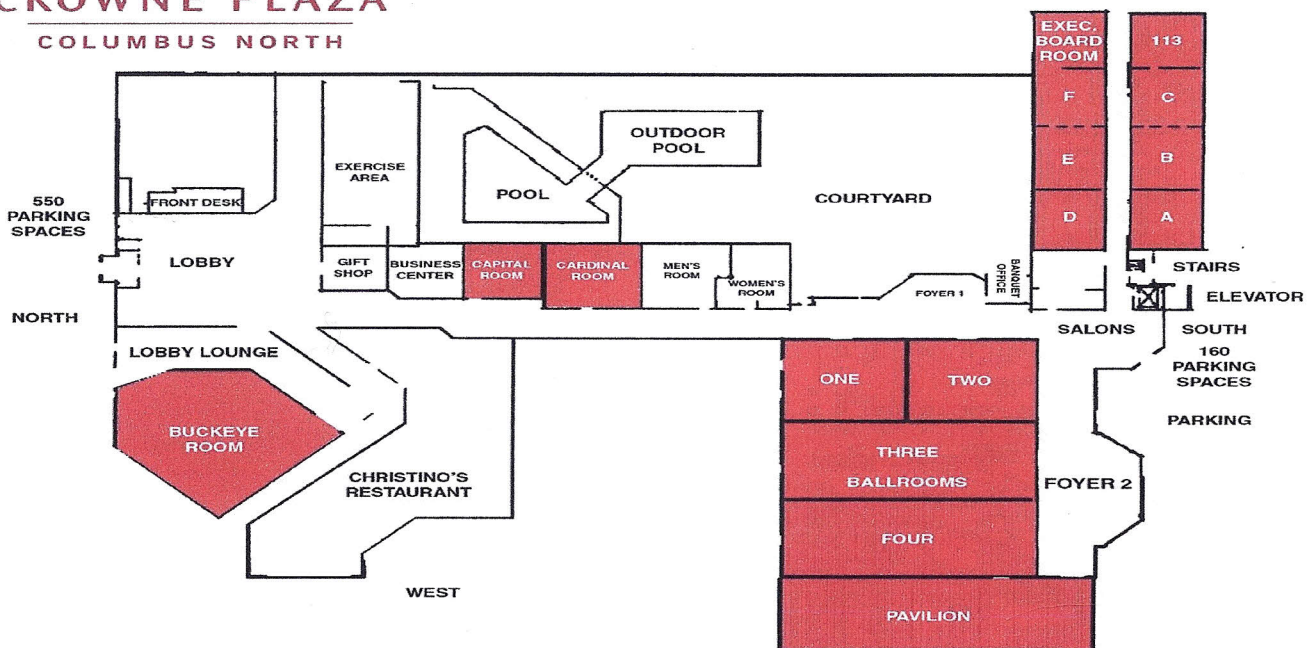 CROWNE PLAZA
COLUMBUS NORTH
EXEC.
BOARD
ROOM
113
F
C
E
B
D
A
OUTDOOR
POOL
POOL
EXERCISE
AREA
COURTYARD
FRONT DESK
550
PARKING
SPACES
LOBBY
GIFT
SHOP
BUSINESS
CENTER
CAPITAL
ROOM
CARDINAL
ROOM
MEN'S
ROOM
WOMEN'S
ROOM
FOYER 1
BANQUET
OFFICE
STAIRS
ELEVATOR
NORTH
SALONS
SOUTH
160
PARKING
SPACES
PARKING
LOBBY LOUNGE
BUCKEYE
ROOM
CHRISTINO'S
RESTAURANT
ONE
TWO
THREE
BALLROOMS
FOUR
FOYER 2
PAVILION
WEST